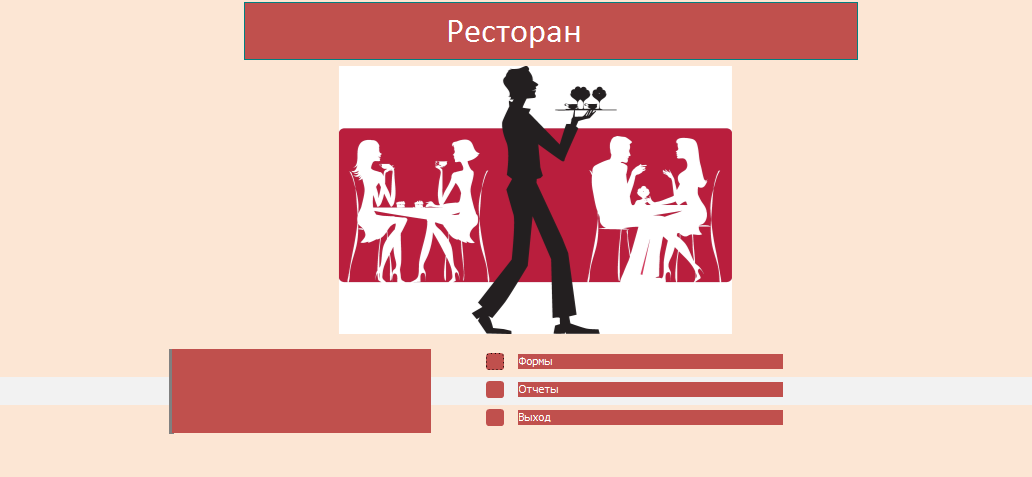 Ресторан
Формы
Отчеты
Выход